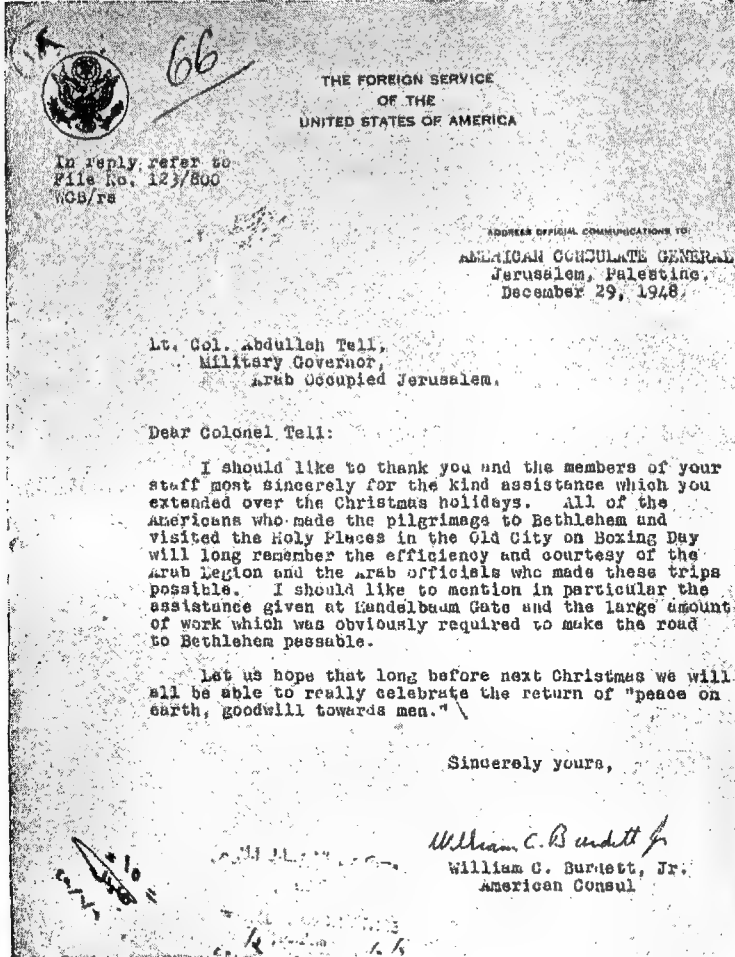 66
THE FOREIGN SERVICE
OF THE
UNITED STATES OF AMERICA
In reply refer to
File No. 123/800
WCB/rs
ADDRESS OFFICIAL COMMUNICATIONS TO
AMERICAN CONSULATE GENERAL
Jerusalem, Palestine.
December 29, 1948.
Lt. Col. Abdullah Tell,
Military Governor,
Arab Occupied Jerusalem.
Dear Colonel Tell:
I should like to thank you and the members of your
staff most sincerely for the kind assistance which you
extended over the Christmas holidays. All of the
Americans who made the pilgrimage to Bethlehem and
visited the Holy Places in the Old City on Boxing Day
will long remember the efficiency and courtesy of the
Arab Legion and the Arab officials who made these trips
possible. I should like to mention in particular the
assistance given at Mandelbaum Gate and the large amount
of work which was obviously required to make the road
to Bethlehem passable.
Let us hope that long before next Christmas we will
all be able to really celebrate the return of "peace on
earth, goodwill towards men."
Sincerely yours,
William C. Burdett Jr
William C. Burdett, Jr.
American Consul